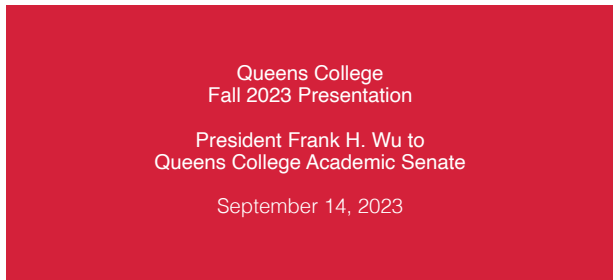 Queens College
Fall 2023 Presentation
President Frank H. Wu to
Queens College Academic Senate
September 14, 2023